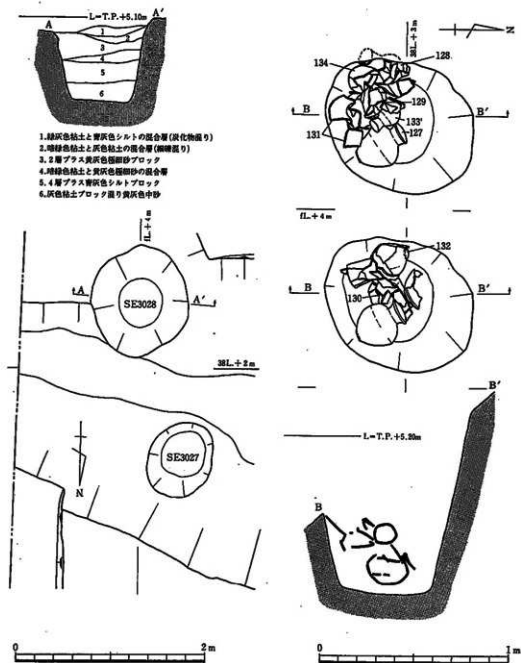 L=T.P.+5.10m
A
A'
1
2
3
4
5
6
1.緑灰色粘土と青灰色シルトの混合層(炭化物混り)
2.暗緑灰色粘土と灰色粘土の混合層(細礫混り)
3.2層プラス黄灰色極細砂ブロック
4.暗緑灰色粘土と黄灰色極細砂の混合層
5.4層プラス青灰色シルトブロック
6.灰色粘土ブロック混り黄灰色中砂
fL.+4m
A
A'
SE3028
38L.+2m
SE3027
N
0
2m
38L.+2m
N
134
128
129
133'
127
131
B
B'
fL.+4m
132
130
B
B'
B'
L=T.P.+5.20m
B
0
1m